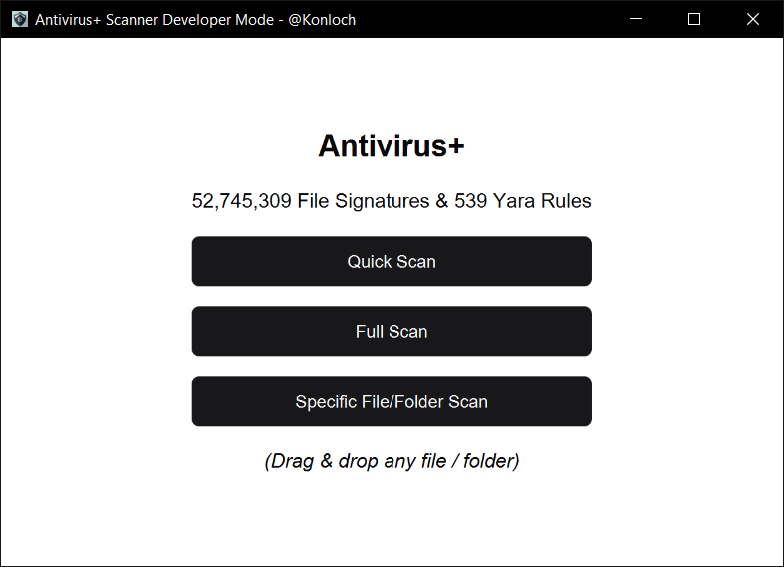 Antivirus+ Scanner Developer Mode - @Konloch
Antivirus+
52,745,309 File Signatures & 539 Yara Rules
Quick Scan
Full Scan
Specific File/Folder Scan
(Drag & drop any file / folder)